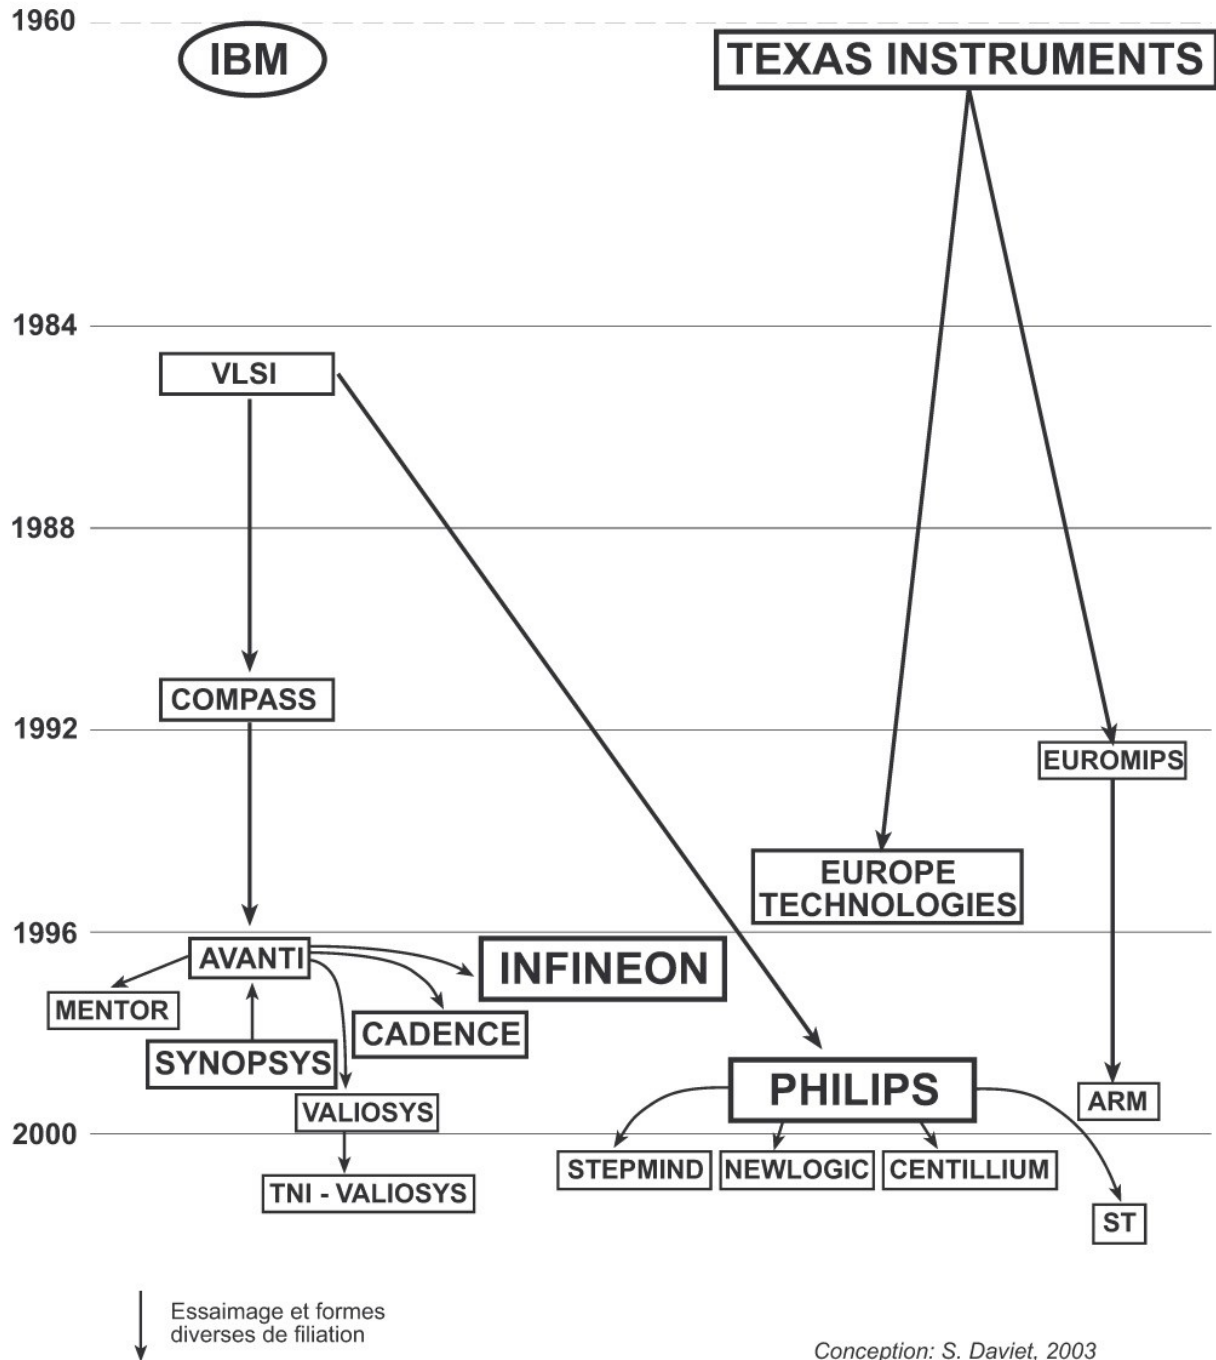 1960
IBM
TEXAS INSTRUMENTS
1984
VLSI
1988
COMPASS
1992
EUROMIPS
EUROPE
TECHNOLOGIES
1996
AVANTI
INFINEON
MENTOR
CADENCE
SYNOPSYS
PHILIPS
ARM
VALIOSYS
2000
STEPMIND
NEWLOGIC
CENTILLIUM
TNI - VALIOSYS
ST
Essaimage et formes
diverses de filiation
Conception: S. Daviet, 2003